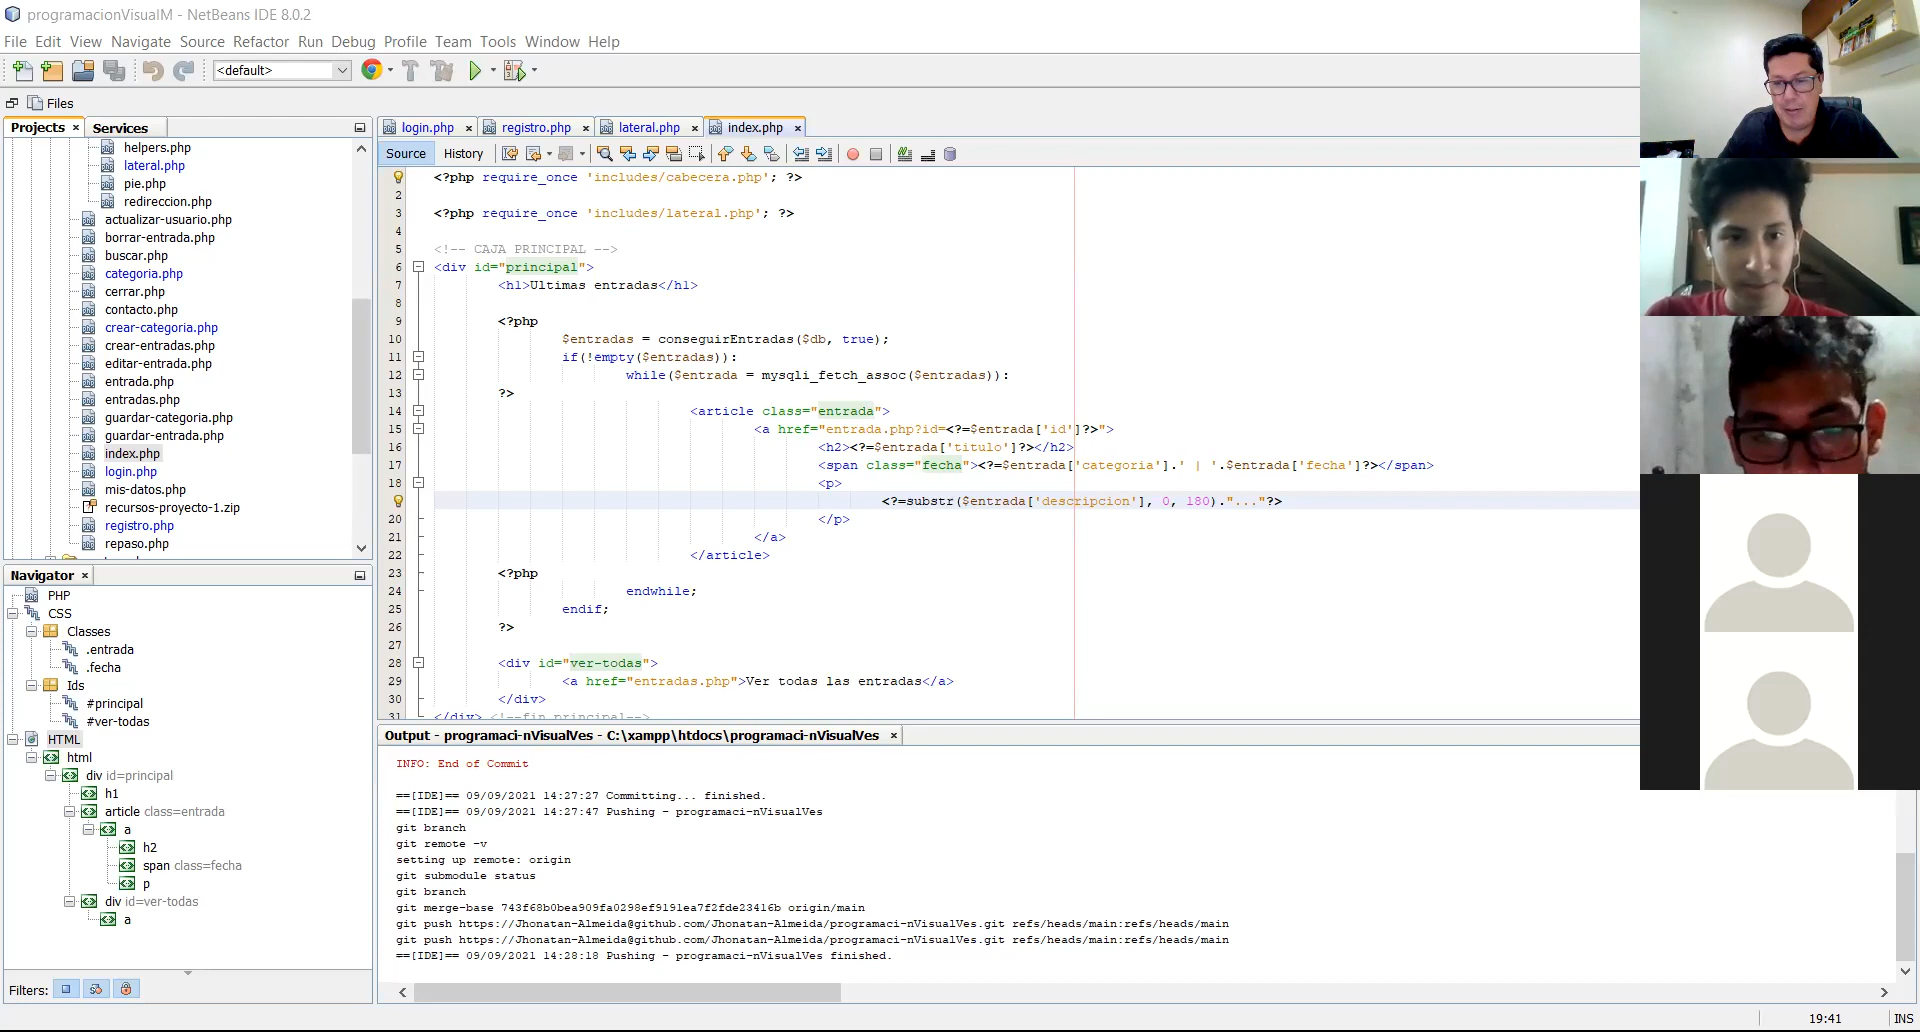 programacionVisualM - NetBeans IDE 8.0.2
File Edit View Navigate Source Refactor Run Debug Profile Team Tools Window Help
<default>
Files
Projects
Services
helpers.php
lateral.php
pie.php
redireccion.php
actualizar-usuario.php
borrar-entrada.php
buscar.php
categoria.php
cerrar.php
contacto.php
crear-categoria.php
crear-entradas.php
editar-entrada.php
entrada.php
entradas.php
guardar-categoria.php
guardar-entrada.php
index.php
login.php
mis-datos.php
recursos-proyecto-1.zip
registro.php
repaso.php
Navigator
PHP
CSS
Classes
.entrada
.fecha
Ids
#principal
#ver-todas
HTML
html
div id=principal
h1
article class=entrada
a
h2
span class=fecha
p
div id=ver-todas
a
Filters:
login.php registro.php lateral.php index.php
Source History
<?php require_once 'includes/cabecera.php'; ?>
2
3 <?php require_once 'includes/lateral.php'; ?>
4
5 <!-- CAJA PRINCIPAL -->
6 <div id="principal">
7 <h1>Ultimas entradas</h1>
8
9 <?php
10 $entradas = conseguirEntradas($db, true);
11 if(!empty($entradas)):
12 while($entrada = mysqli_fetch_assoc($entradas)):
13 ?>
14 <article class="entrada">
15 <a href="entrada.php?id=<?=$entrada['id']?>">
16 <h2><?=$entrada['titulo']?></h2>
17 <span class="fecha"><?=$entrada['categoria'].' | '.$entrada['fecha']?></span>
18 <p>
<?=substr($entrada['descripcion'], 0, 180)."..."?>
20 </p>
21 </a>
22 </article>
23 <?php
24 endwhile;
25 endif;
26 ?>
27
28 <div id="ver-todas">
29 <a href="entradas.php">Ver todas las entradas</a>
30 </div>
31 </div> <!--fin principal-->
Output - programaci-nVisualVes - C:\xampp\htdocs\programaci-nVisualVes
INFO: End of Commit
==[IDE]== 09/09/2021 14:27:27 Committing... finished.
==[IDE]== 09/09/2021 14:27:47 Pushing - programaci-nVisualVes
git branch
git remote -v
setting up remote: origin
git submodule status
git branch
git merge-base 743f68b0bea909fa0298ef9191ea7f2fde23416b origin/main
git push https://Jhonatan-Almeida@github.com/Jhonatan-Almeida/programaci-nVisualVes.git refs/heads/main:refs/heads/main
git push https://Jhonatan-Almeida@github.com/Jhonatan-Almeida/programaci-nVisualVes.git refs/heads/main:refs/heads/main
==[IDE]== 09/09/2021 14:28:18 Pushing - programaci-nVisualVes finished.
19:41 INS